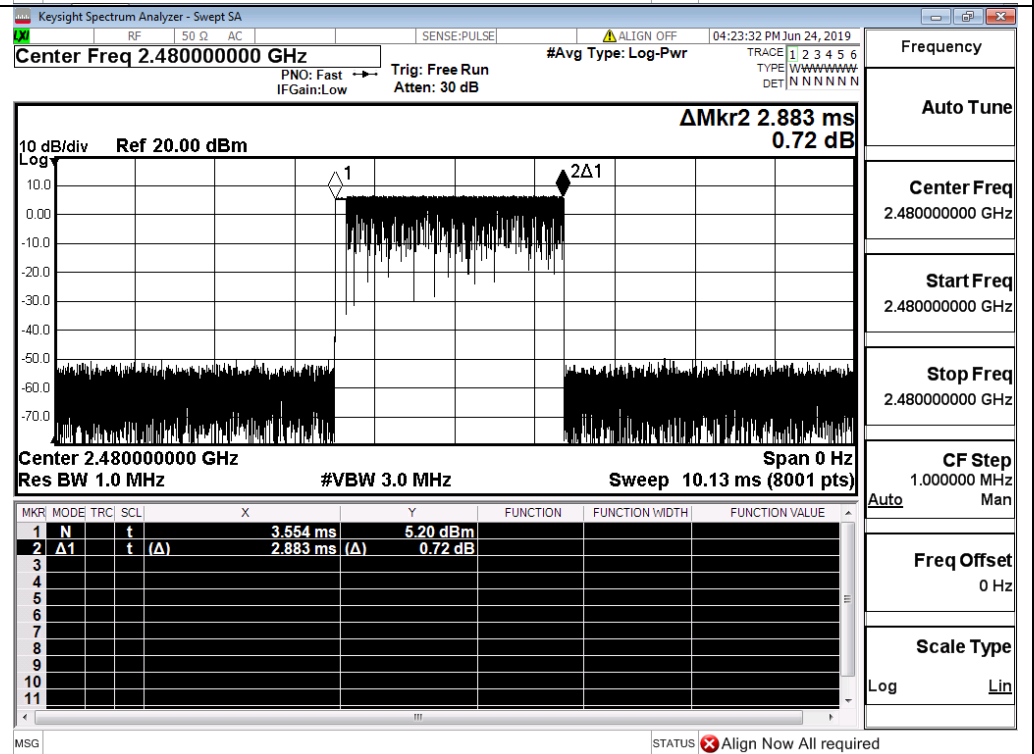 Keysight Spectrum Analyzer - Swept SA
LXI RF 50 Ω AC SENSE:PULSE ALIGN OFF 04:23:32 PM Jun 24, 2019
Center Freq 2.480000000 GHz
PNO: Fast
IFGain:Low
Trig: Free Run
Atten: 30 dB
#Avg Type: Log-Pwr
TRACE 1 2 3 4 5 6
TYPE WWWWWW
DET N N N N N N
ΔMkr2 2.883 ms
0.72 dB
10 dB/div Ref 20.00 dBm
Log
10.0
0.00
-10.0
-20.0
-30.0
-40.0
-50.0
-60.0
-70.0
1
2Δ1
Center 2.480000000 GHz Span 0 Hz
Res BW 1.0 MHz #VBW 3.0 MHz Sweep 10.13 ms (8001 pts)
MKR MODE TRC SCL X Y FUNCTION FUNCTION WIDTH FUNCTION VALUE
1 N t 3.554 ms 5.20 dBm
2 Δ1 t (Δ) 2.883 ms (Δ) 0.72 dB
3
4
5
6
7
8
9
10
11
MSG STATUS Align Now All required
Frequency
Auto Tune
Center Freq
2.480000000 GHz
Start Freq
2.480000000 GHz
Stop Freq
2.480000000 GHz
CF Step
1.000000 MHz
Auto Man
Freq Offset
0 Hz
Scale Type
Log Lin